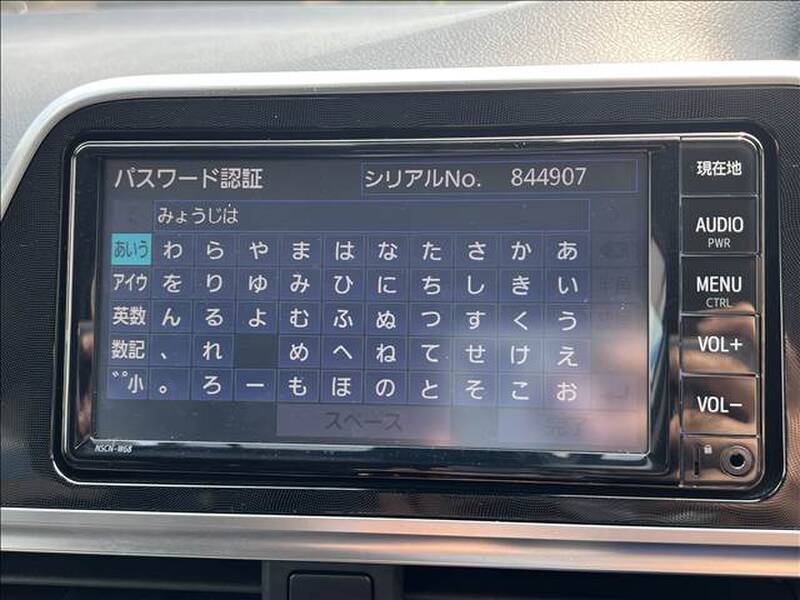 パスワード認証 シリアルNo. 844907
みょうじは
あいう わ ら や ま は な た さ か あ
アイウ を り ゆ み ひ に ち し き い
英数 ん る よ む ふ ぬ つ す く う
数記 、 れ め へ ね て せ け え
゛゜小 。 ろ ー も ほ の と そ こ お
スペース 完了
NSCN-W68
現在地
AUDIO
PWR
MENU
CTRL
VOL+
VOL-